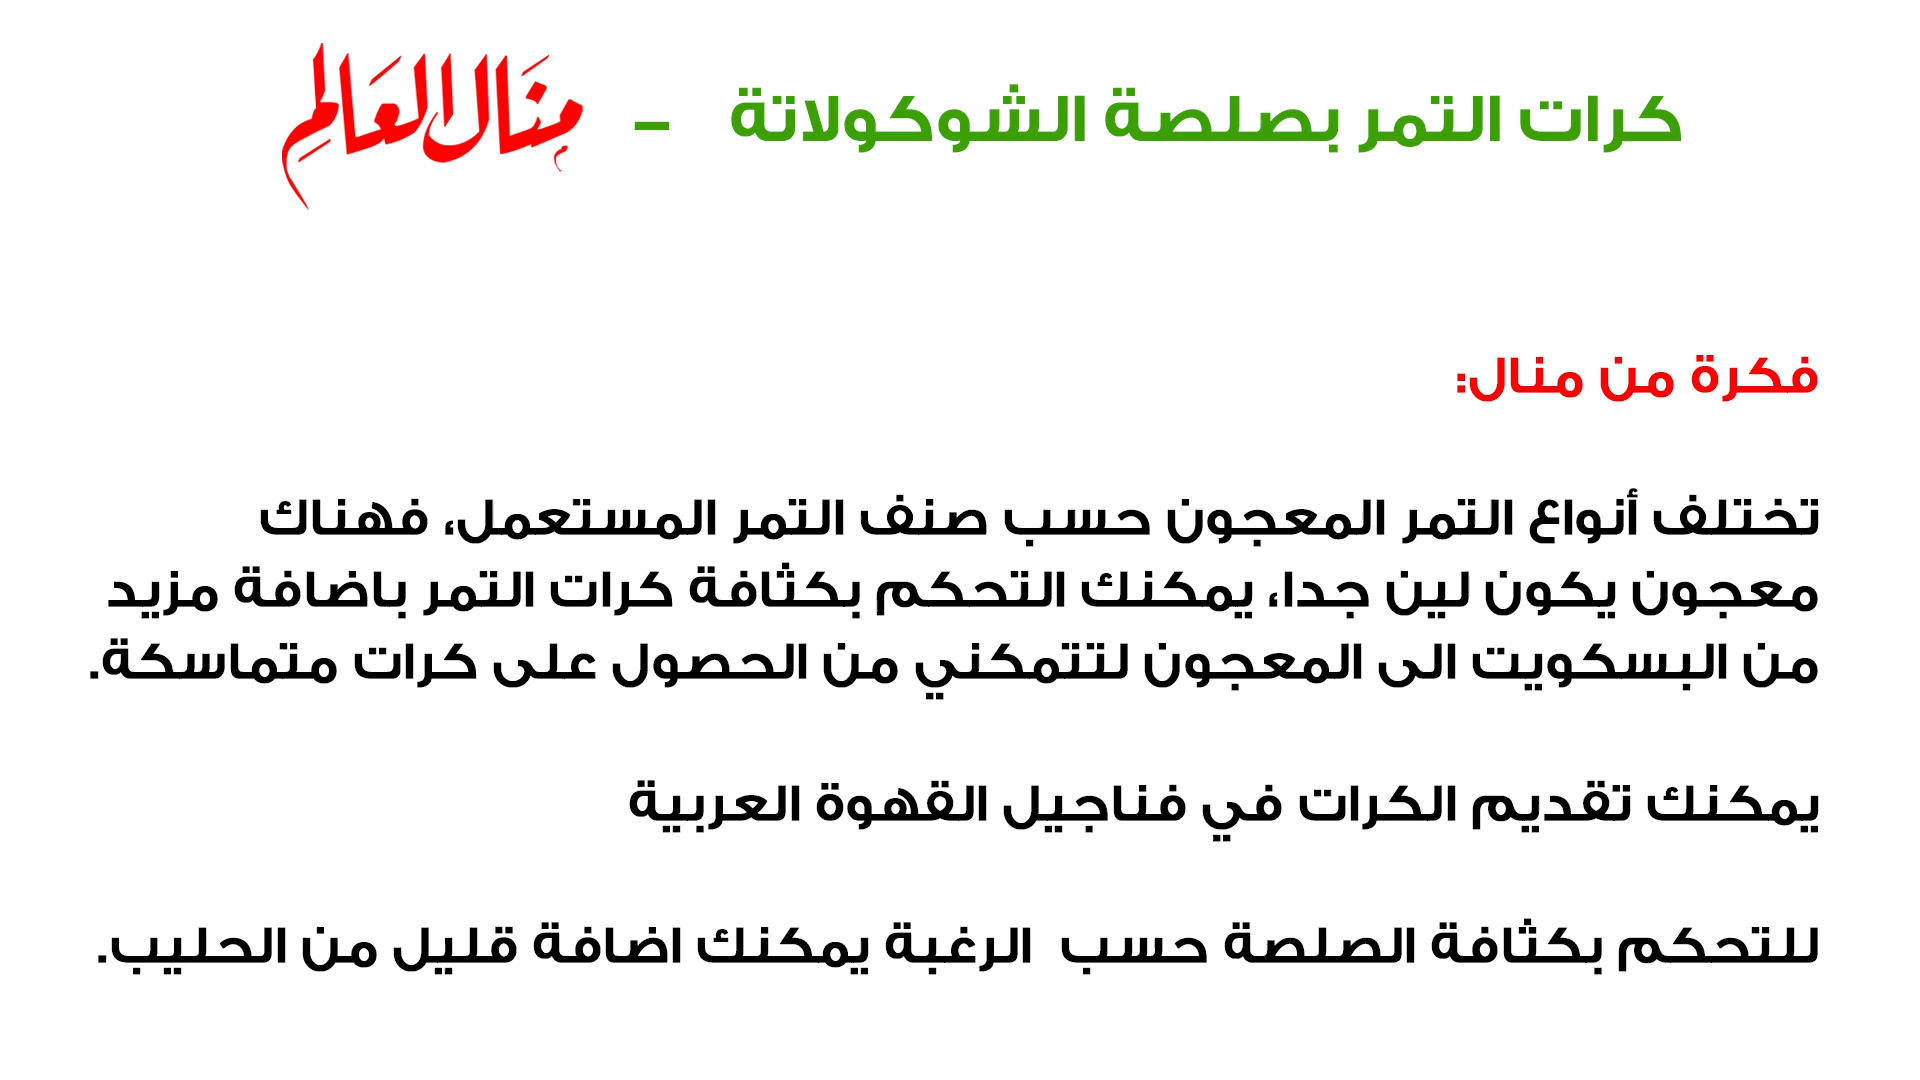 كرات التمر بصلصة الشوكولاتة – منال العالم
فكرة من منال:
تختلف أنواع التمر المعجون حسب صنف التمر المستعمل، فهناك
معجون يكون لين جدا، يمكنك التحكم بكثافة كرات التمر باضافة مزيد
من البسكويت الى المعجون لتتمكني من الحصول على كرات متماسكة.
يمكنك تقديم الكرات في فناجيل القهوة العربية
للتحكم بكثافة الصلصة حسب الرغبة يمكنك اضافة قليل من الحليب.